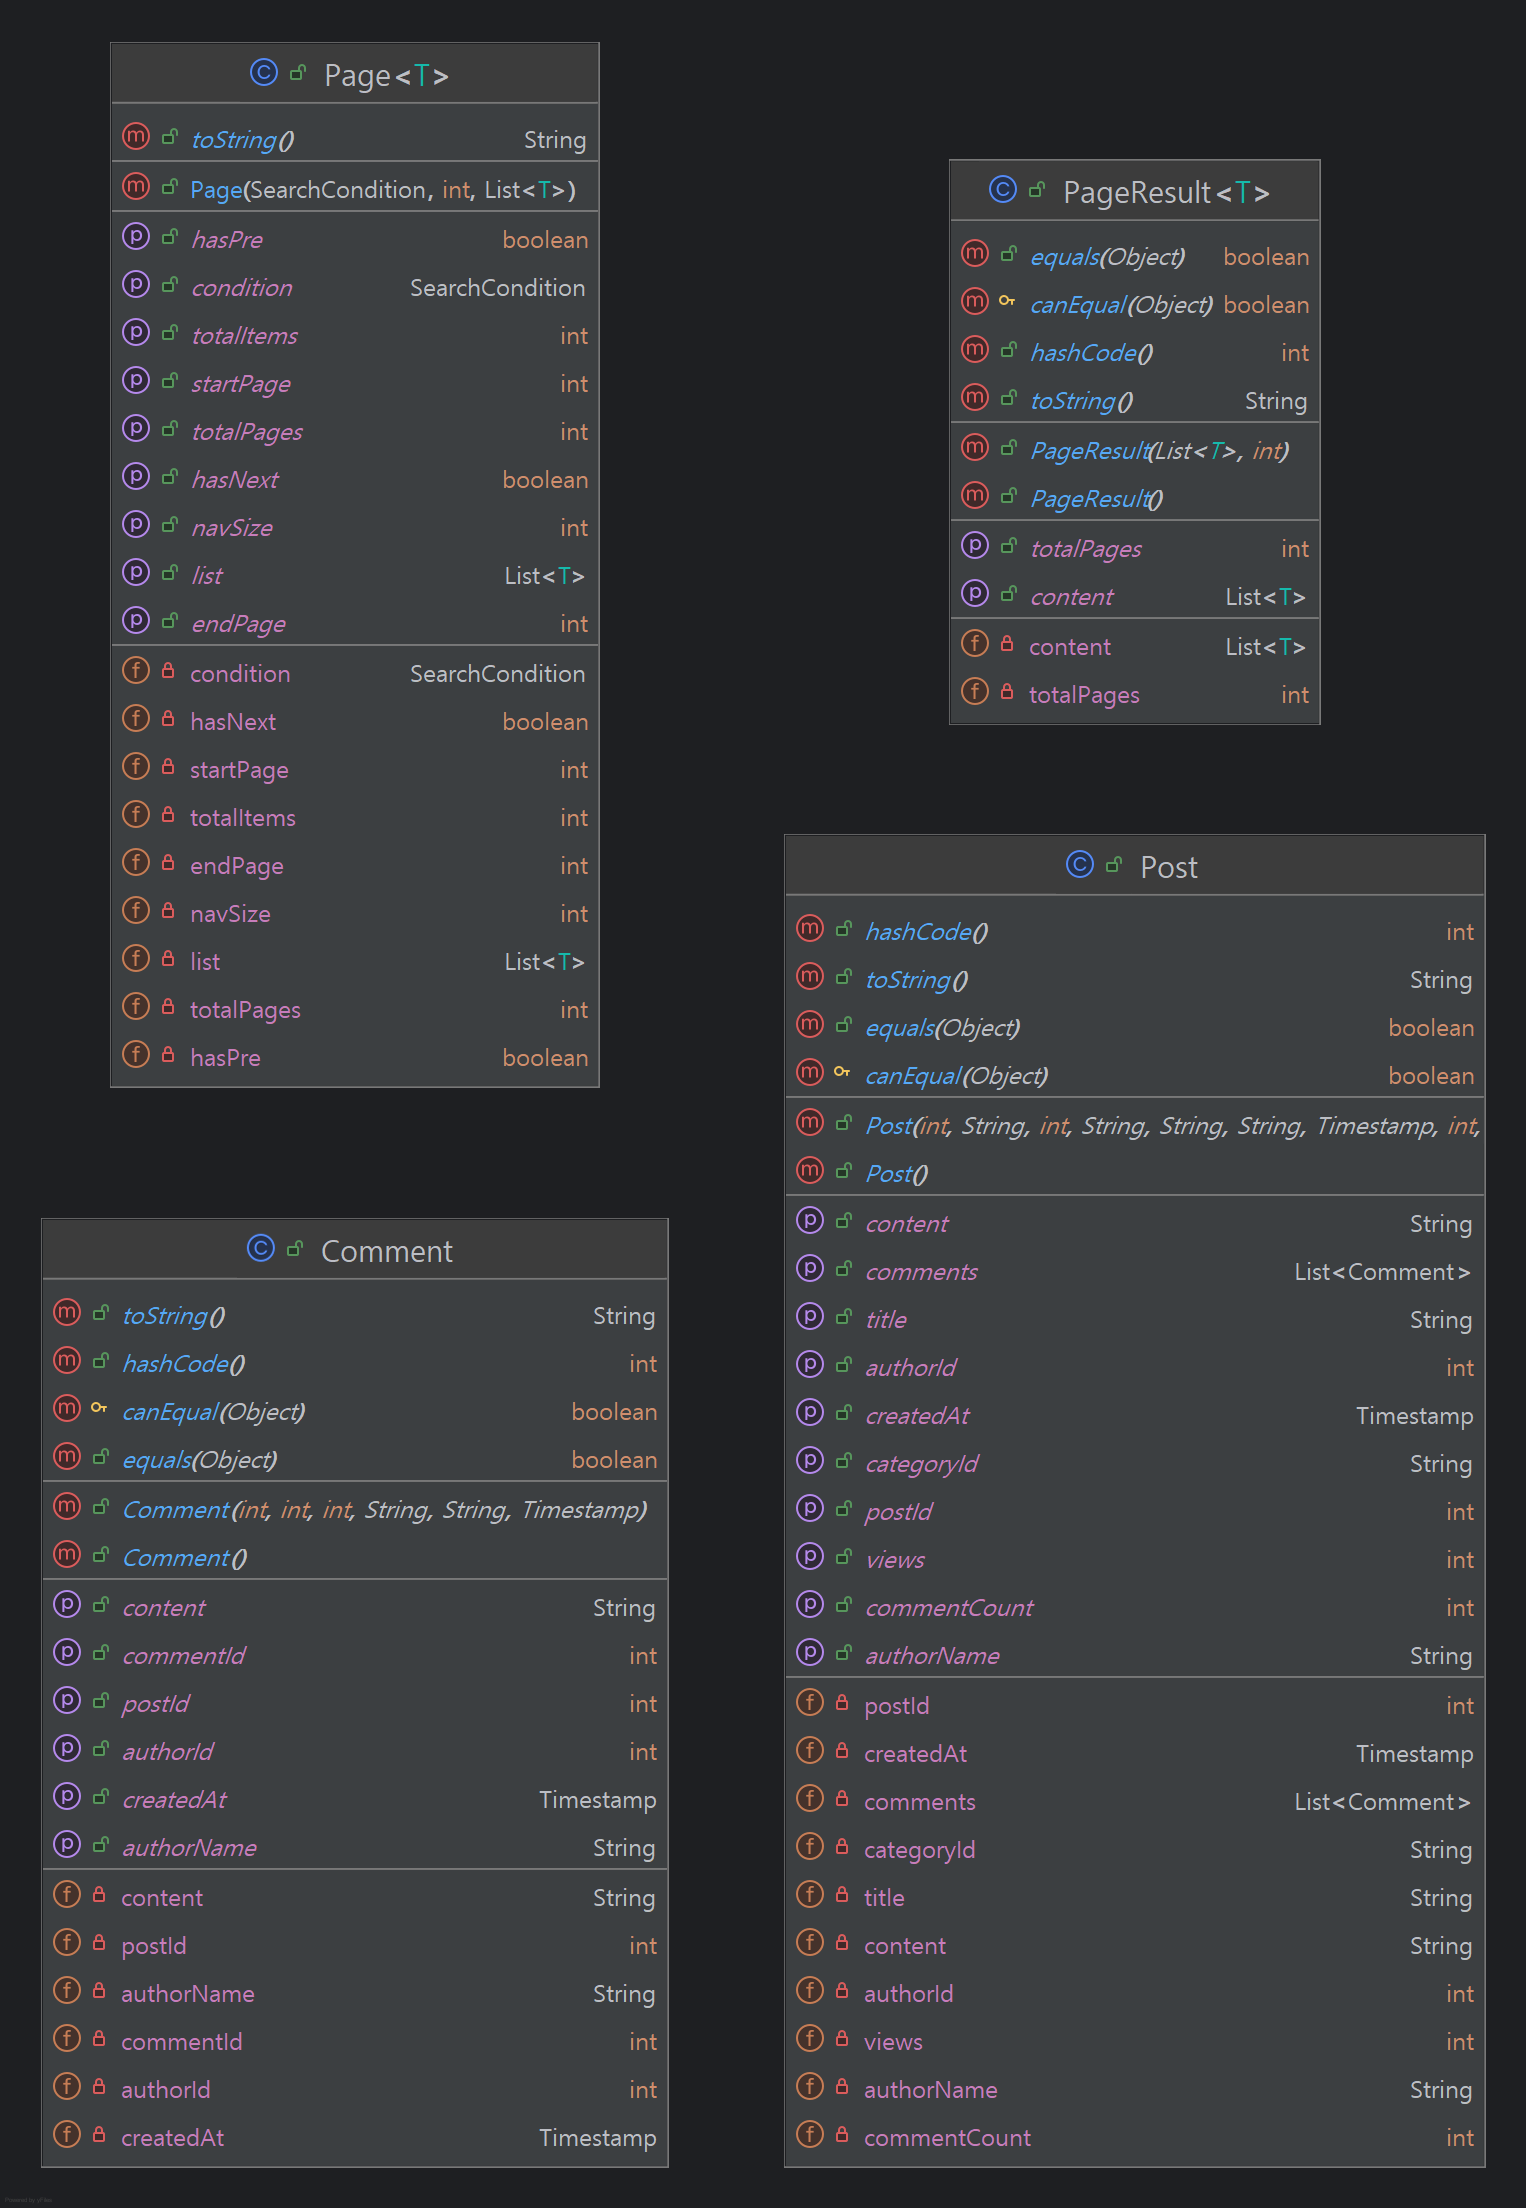 Page<T>
toString() String
Page(SearchCondition, int, List<T>)
hasPre boolean
condition SearchCondition
totalItems int
startPage int
totalPages int
hasNext boolean
navSize int
list List<T>
endPage int
condition SearchCondition
hasNext boolean
startPage int
totalItems int
endPage int
navSize int
list List<T>
totalPages int
hasPre boolean
PageResult<T>
equals(Object) boolean
canEqual(Object) boolean
hashCode() int
toString() String
PageResult(List<T>, int)
PageResult()
totalPages int
content List<T>
content List<T>
totalPages int
Post
hashCode() int
toString() String
equals(Object) boolean
canEqual(Object) boolean
Post(int, String, int, String, String, String, Timestamp, int,
Post()
content String
comments List<Comment>
title String
authorId int
createdAt Timestamp
categoryId String
postId int
views int
commentCount int
authorName String
postId int
createdAt Timestamp
comments List<Comment>
categoryId String
title String
content String
authorId int
views int
authorName String
commentCount int
Comment
toString() String
hashCode() int
canEqual(Object) boolean
equals(Object) boolean
Comment(int, int, int, String, String, Timestamp)
Comment()
content String
commentId int
postId int
authorId int
createdAt Timestamp
authorName String
content String
postId int
authorName String
commentId int
authorId int
createdAt Timestamp